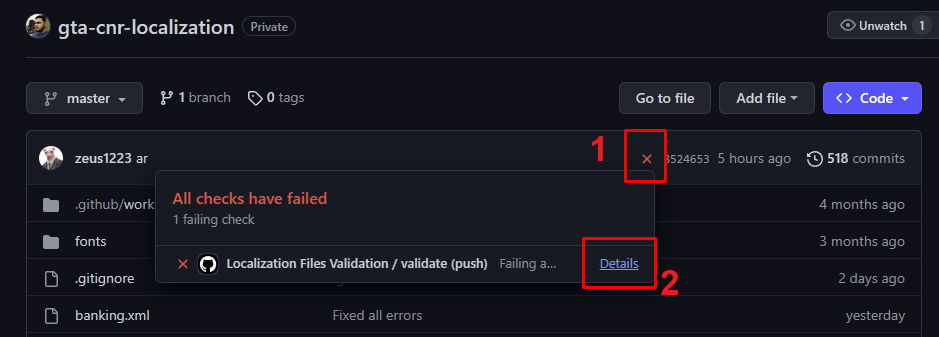 gta-cnr-localization Private
Unwatch 1
master 1 branch 0 tags Go to file Add file Code
1
zeus1223 ar 3524653 5 hours ago 518 commits
All checks have failed
1 failing check
.github/work 4 months ago
fonts 3 months ago
Localization Files Validation / validate (push) Failing a... Details
2
.gitignore 2 days ago
banking.xml Fixed all errors yesterday